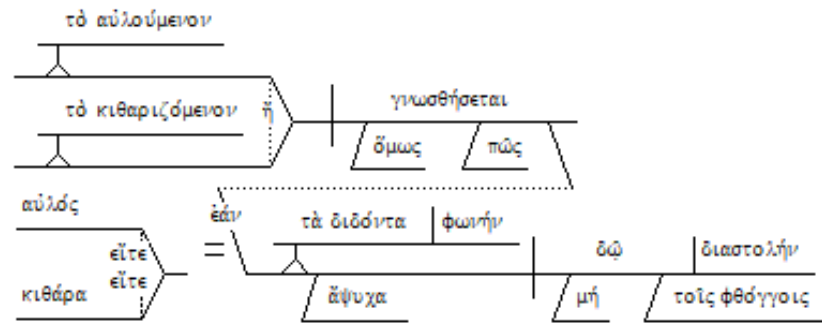 τὸ αὐλούμενον
τὸ κιθαριζόμενον ἤ γνωσθήσεται
ὅμως πῶς
αὐλός ἐάν τὰ διδόντα φωνήν δῷ διαστολήν
εἴτε =
εἴτε
κιθάρα ἄψυχα μή τοῖς φθόγγοις